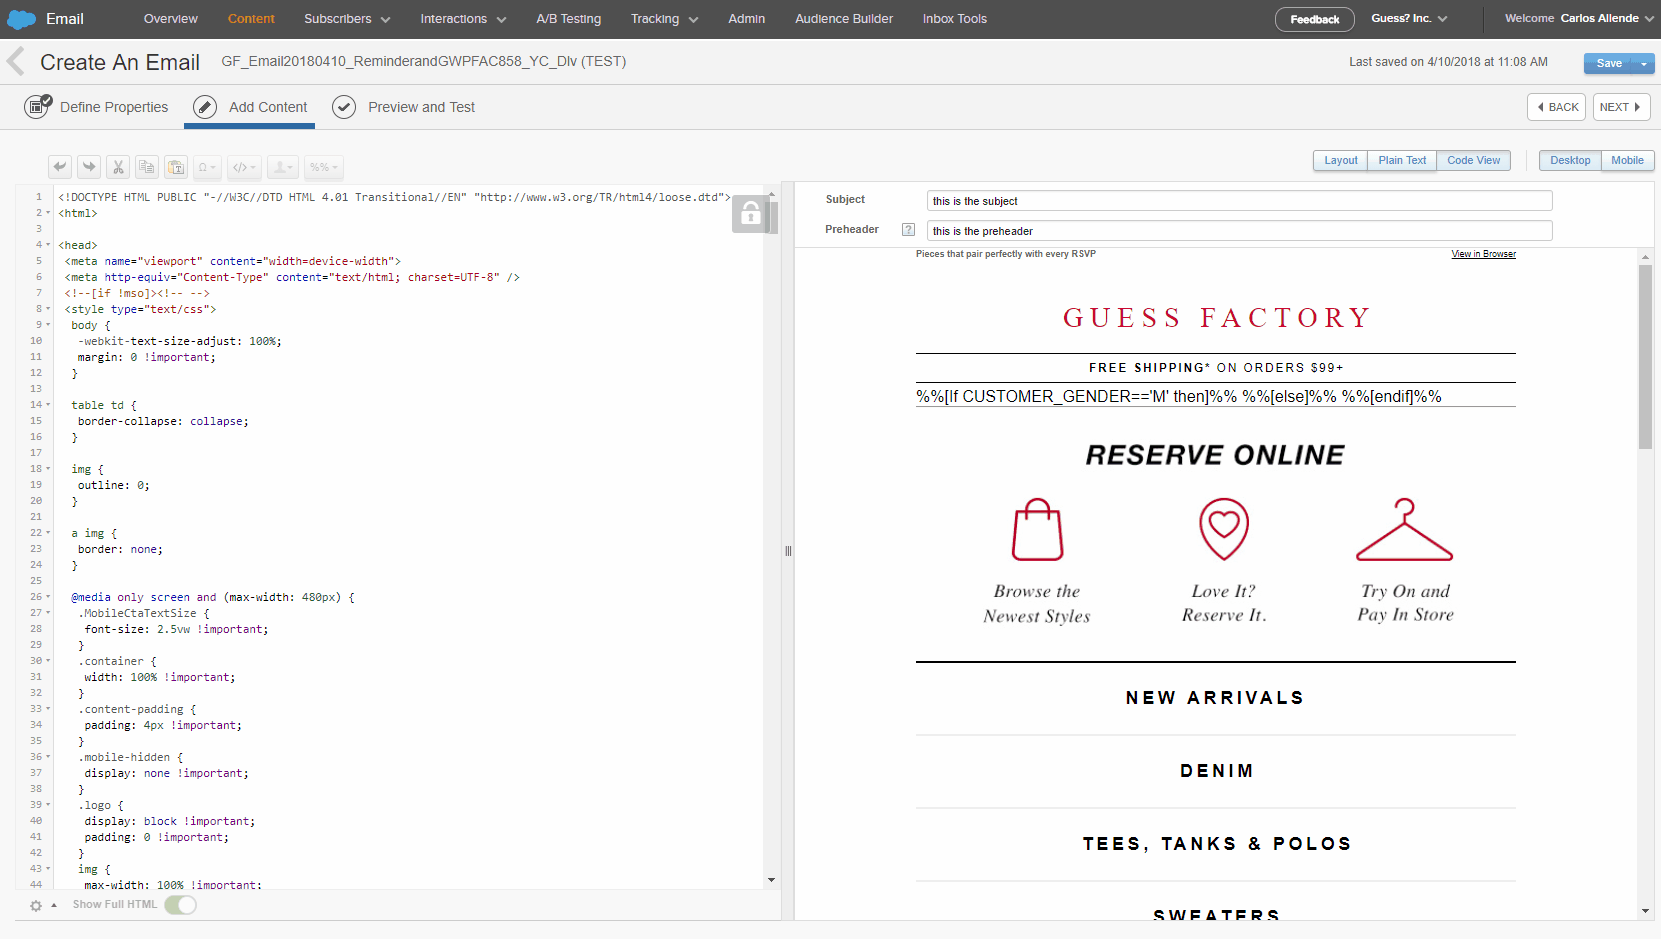 Email
Overview
Content
Subscribers
Interactions
A/B Testing
Tracking
Admin
Audience Builder
Inbox Tools
Feedback
Guess? Inc.
Welcome Carlos Allende
Create An Email
GF_Email20180410_ReminderandGWPFAC858_YC_Dlv (TEST)
Last saved on 4/10/2018 at 11:08 AM
Save
Define Properties
Add Content
Preview and Test
BACK
NEXT
Ω
</>
%%
Layout
Plain Text
Code View
Desktop
Mobile
1 <!DOCTYPE HTML PUBLIC "-//W3C//DTD HTML 4.01 Transitional//EN" "http://www.w3.org/TR/html4/loose.dtd">
2 <html>
3
4 <head>
5 <meta name="viewport" content="width=device-width">
6 <meta http-equiv="Content-Type" content="text/html; charset=UTF-8" />
7 <!--[if !mso]><!-- -->
8 <style type="text/css">
9 body {
10 -webkit-text-size-adjust: 100%;
11 margin: 0 !important;
12 }
13
14 table td {
15 border-collapse: collapse;
16 }
17
18 img {
19 outline: 0;
20 }
21
22 a img {
23 border: none;
24 }
25
26 @media only screen and (max-width: 480px) {
27 .MobileCtaTextSize {
28 font-size: 2.5vw !important;
29 }
30 .container {
31 width: 100% !important;
32 }
33 .content-padding {
34 padding: 4px !important;
35 }
36 .mobile-hidden {
37 display: none !important;
38 }
39 .logo {
40 display: block !important;
41 padding: 0 !important;
42 }
43 img {
44 max-width: 100% !important;
Show Full HTML
Subject
this is the subject
Preheader
?
this is the preheader
Pieces that pair perfectly with every RSVP
View in Browser
GUESS FACTORY
FREE SHIPPING* ON ORDERS $99+
%%[If CUSTOMER_GENDER=='M' then]%% %%[else]%% %%[endif]%%
RESERVE ONLINE
Browse the
Newest Styles
Love It?
Reserve It.
Try On and
Pay In Store
NEW ARRIVALS
DENIM
TEES, TANKS & POLOS
SWEATERS